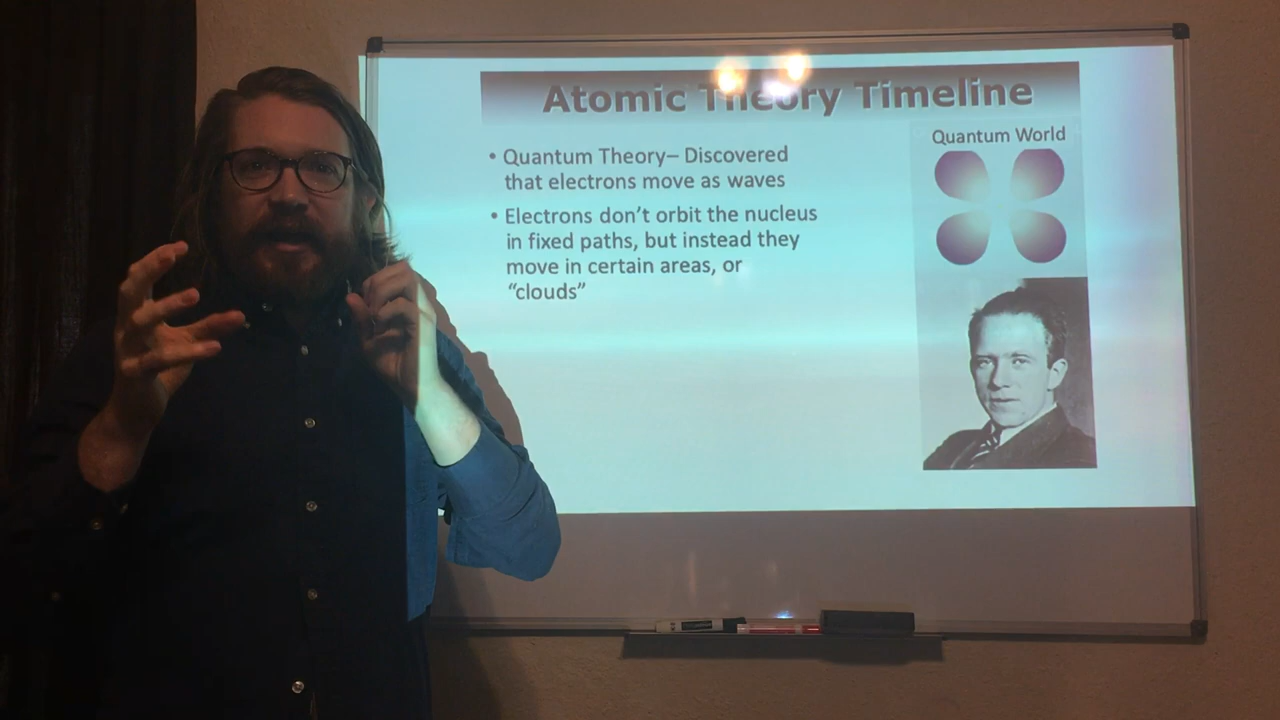 Atomic Theory Timeline
Quantum World
• Quantum Theory– Discovered
that electrons move as waves
• Electrons don’t orbit the nucleus
in fixed paths, but instead they
move in certain areas, or
“clouds”